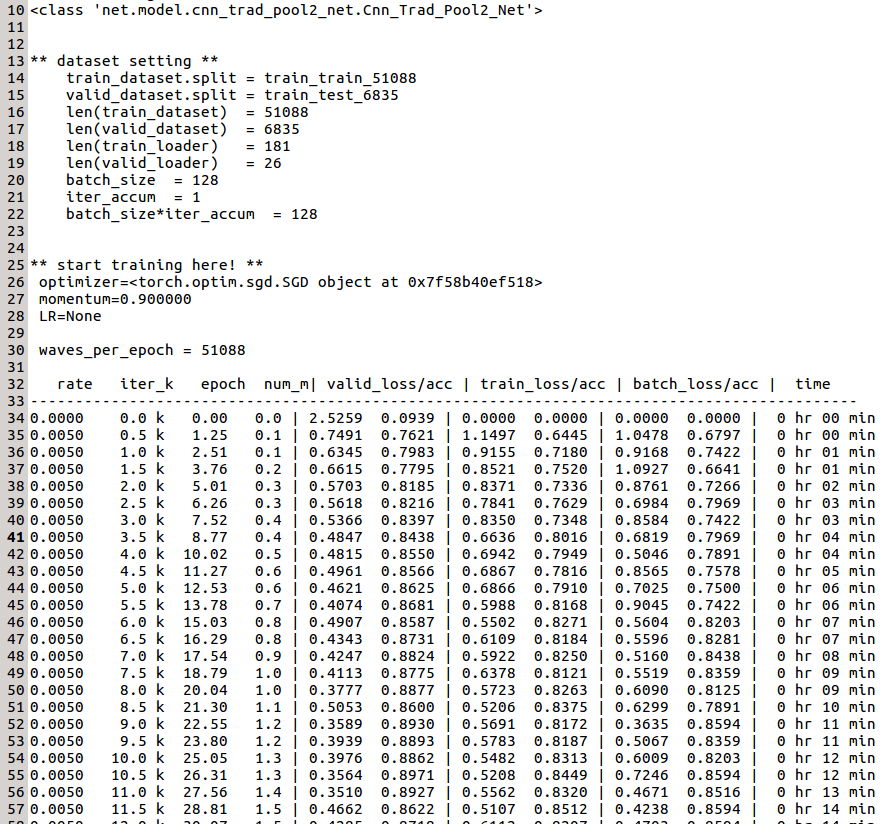 10 <class 'net.model.cnn_trad_pool2_net.Cnn_Trad_Pool2_Net'>
11
12
13 ** dataset setting **
14     train_dataset.split = train_train_51088
15     valid_dataset.split = train_test_6835
16     len(train_dataset)  = 51088
17     len(valid_dataset)  = 6835
18     len(train_loader)   = 181
19     len(valid_loader)   = 26
20     batch_size  = 128
21     iter_accum  = 1
22     batch_size*iter_accum  = 128
23
24
25 ** start training here! **
26  optimizer=<torch.optim.sgd.SGD object at 0x7f58b40ef518>
27  momentum=0.900000
28  LR=None
29
30  waves_per_epoch = 51088
31
32    rate   iter_k   epoch  num_m| valid_loss/acc | train_loss/acc | batch_loss/acc |  time
33 --------------------------------------------------------------------------------------------
34 0.0000    0.0 k   0.00   0.0 | 2.5259  0.0939 | 0.0000  0.0000 | 0.0000  0.0000 |  0 hr 00 min
35 0.0050    0.5 k   1.25   0.1 | 0.7491  0.7621 | 1.1497  0.6445 | 1.0478  0.6797 |  0 hr 00 min
36 0.0050    1.0 k   2.51   0.1 | 0.6345  0.7983 | 0.9155  0.7180 | 0.9168  0.7422 |  0 hr 01 min
37 0.0050    1.5 k   3.76   0.2 | 0.6615  0.7795 | 0.8521  0.7520 | 1.0927  0.6641 |  0 hr 01 min
38 0.0050    2.0 k   5.01   0.3 | 0.5703  0.8185 | 0.8371  0.7336 | 0.8761  0.7266 |  0 hr 02 min
39 0.0050    2.5 k   6.26   0.3 | 0.5618  0.8216 | 0.7841  0.7629 | 0.6984  0.7969 |  0 hr 03 min
40 0.0050    3.0 k   7.52   0.4 | 0.5366  0.8397 | 0.8350  0.7348 | 0.8584  0.7422 |  0 hr 03 min
41 0.0050    3.5 k   8.77   0.4 | 0.4847  0.8438 | 0.6636  0.8016 | 0.6819  0.7969 |  0 hr 04 min
42 0.0050    4.0 k  10.02   0.5 | 0.4815  0.8550 | 0.6942  0.7949 | 0.5046  0.7891 |  0 hr 04 min
43 0.0050    4.5 k  11.27   0.6 | 0.4961  0.8566 | 0.6867  0.7816 | 0.8565  0.7578 |  0 hr 05 min
44 0.0050    5.0 k  12.53   0.6 | 0.4621  0.8625 | 0.6866  0.7910 | 0.7025  0.7500 |  0 hr 06 min
45 0.0050    5.5 k  13.78   0.7 | 0.4074  0.8681 | 0.5988  0.8168 | 0.9045  0.7422 |  0 hr 06 min
46 0.0050    6.0 k  15.03   0.8 | 0.4907  0.8587 | 0.5502  0.8271 | 0.5604  0.8203 |  0 hr 07 min
47 0.0050    6.5 k  16.29   0.8 | 0.4343  0.8731 | 0.6109  0.8184 | 0.5596  0.8281 |  0 hr 07 min
48 0.0050    7.0 k  17.54   0.9 | 0.4247  0.8824 | 0.5922  0.8250 | 0.5160  0.8438 |  0 hr 08 min
49 0.0050    7.5 k  18.79   1.0 | 0.4113  0.8775 | 0.6378  0.8121 | 0.5519  0.8359 |  0 hr 09 min
50 0.0050    8.0 k  20.04   1.0 | 0.3777  0.8877 | 0.5723  0.8263 | 0.6090  0.8125 |  0 hr 09 min
51 0.0050    8.5 k  21.30   1.1 | 0.5053  0.8600 | 0.5206  0.8375 | 0.6299  0.7891 |  0 hr 10 min
52 0.0050    9.0 k  22.55   1.2 | 0.3589  0.8930 | 0.5691  0.8172 | 0.3635  0.8594 |  0 hr 11 min
53 0.0050    9.5 k  23.80   1.2 | 0.3939  0.8893 | 0.5783  0.8187 | 0.5067  0.8359 |  0 hr 11 min
54 0.0050   10.0 k  25.05   1.3 | 0.3976  0.8862 | 0.5482  0.8313 | 0.6009  0.8203 |  0 hr 12 min
55 0.0050   10.5 k  26.31   1.3 | 0.3564  0.8971 | 0.5208  0.8449 | 0.7246  0.8594 |  0 hr 12 min
56 0.0050   11.0 k  27.56   1.4 | 0.3510  0.8927 | 0.5562  0.8320 | 0.4671  0.8516 |  0 hr 13 min
57 0.0050   11.5 k  28.81   1.5 | 0.4662  0.8622 | 0.5107  0.8512 | 0.4238  0.8594 |  0 hr 14 min